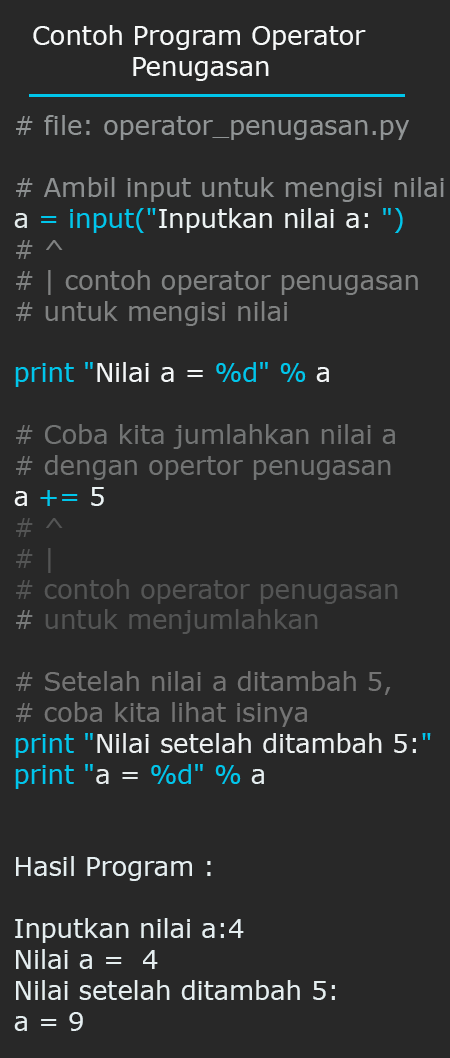 Contoh Program Operator
Penugasan
# file: operator_penugasan.py
# Ambil input untuk mengisi nilai
a = input("Inputkan nilai a: ")
# ^
# | contoh operator penugasan
# untuk mengisi nilai
print "Nilai a = %d" % a
# Coba kita jumlahkan nilai a
# dengan opertor penugasan
a += 5
# ^
# |
# contoh operator penugasan
# untuk menjumlahkan
# Setelah nilai a ditambah 5,
# coba kita lihat isinya
print "Nilai setelah ditambah 5:"
print "a = %d" % a
Hasil Program :
Inputkan nilai a:4
Nilai a =  4
Nilai setelah ditambah 5:
a = 9